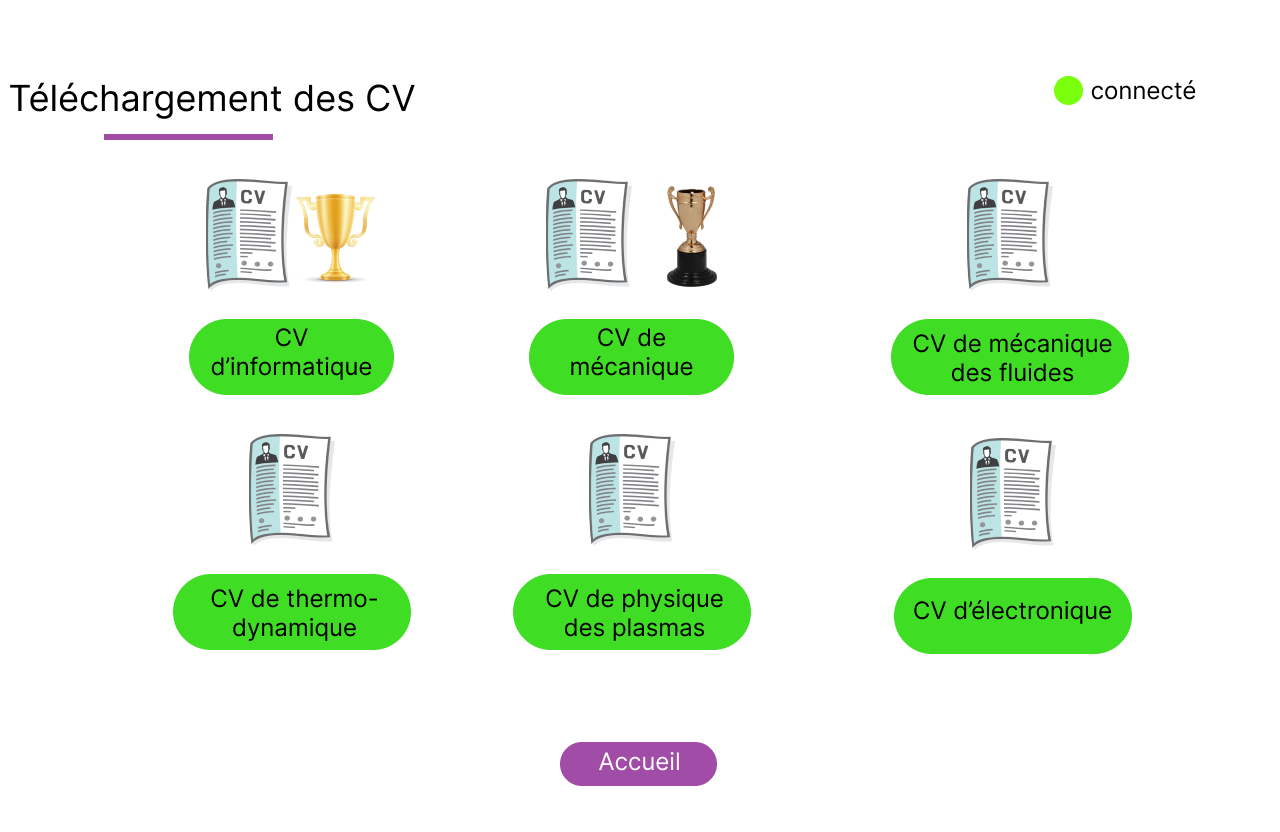 Téléchargement des CV
connecté
CV
CV
CV
CV
d’informatique
CV de
mécanique
CV de mécanique
des fluides
CV
CV
CV
CV de thermo-
dynamique
CV de physique
des plasmas
CV d’électronique
Accueil